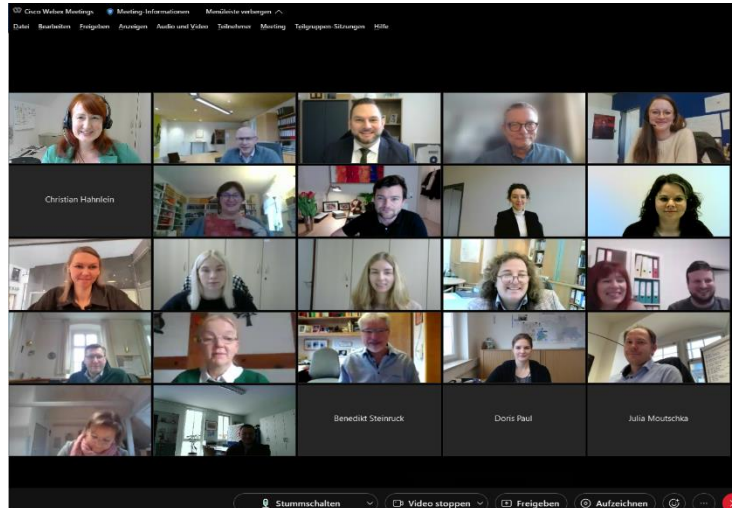 Cisco Webex Meetings Meeting-Informationen Menüleiste verbergen
Datei Bearbeiten Freigeben Anzeigen Audio und Video Teilnehmer Meeting Teilgruppen-Sitzungen Hilfe
Christian Hähnlein
Benedikt Steinruck Doris Paul Julia Moutschka
Stummschalten Video stoppen Freigeben Aufzeichnen